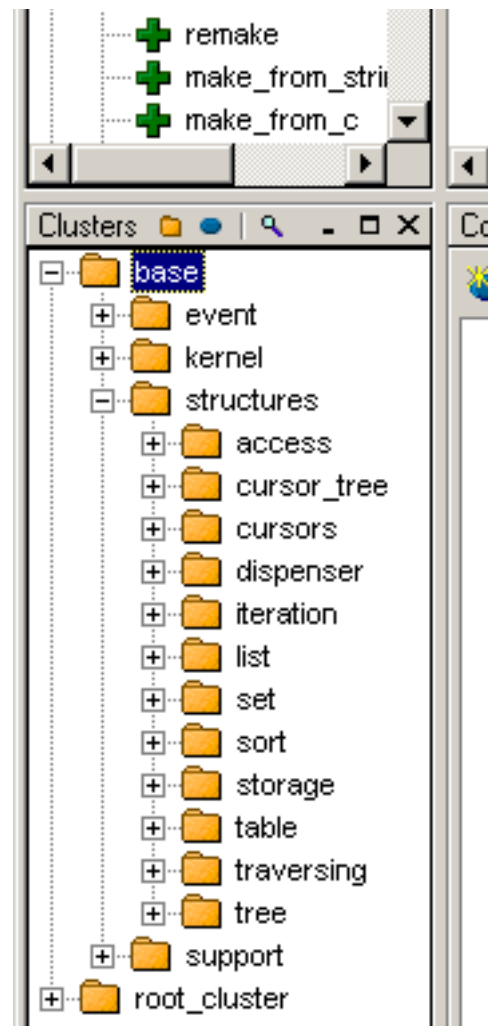 remake
make_from_stri
make_from_c
Clusters
Co
base
event
kernel
structures
access
cursor_tree
cursors
dispenser
iteration
list
set
sort
storage
table
traversing
tree
support
root_cluster